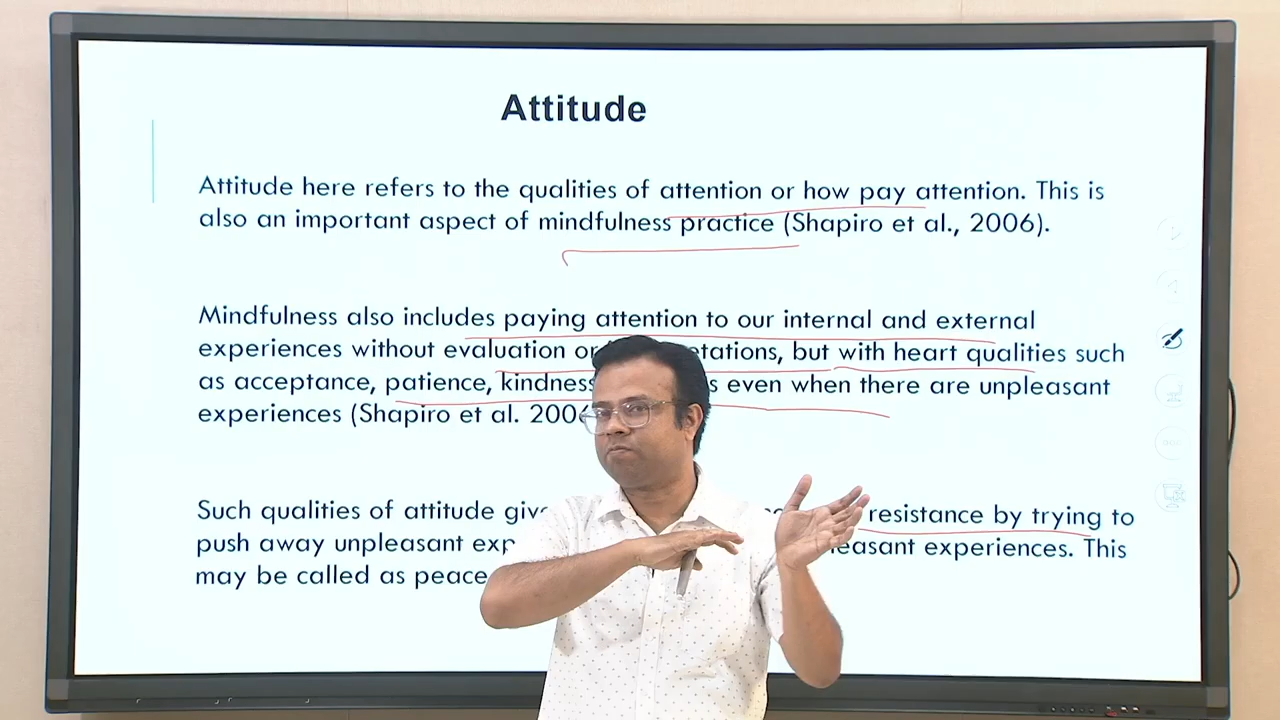 Attitude
Attitude here refers to the qualities of attention or how pay attention. This is
also an important aspect of mindfulness practice (Shapiro et al., 2006).
Mindfulness also includes paying attention to our internal and external
experiences without evaluation or etations, but with heart qualities such
as acceptance, patience, kindness s even when there are unpleasant
experiences (Shapiro et al. 2006
Such qualities of attitude give resistance by trying to
push away unpleasant exp easant experiences. This
may be called as peace